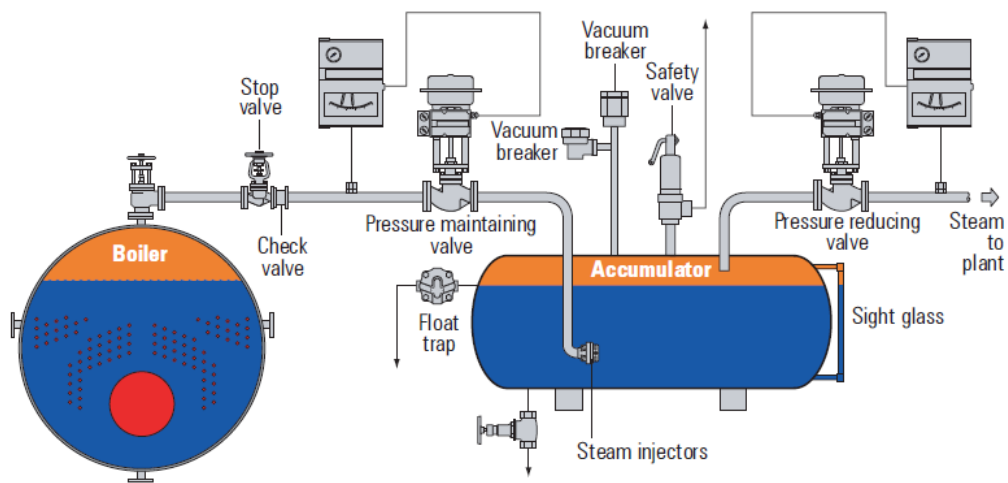 Vacuum
breaker
Safety
valve
Stop
valve
Vacuum
breaker
Check
valve
Pressure maintaining
valve
Pressure reducing
valve
Steam
to
plant
Boiler
Accumulator
Float
trap
Sight glass
Steam injectors